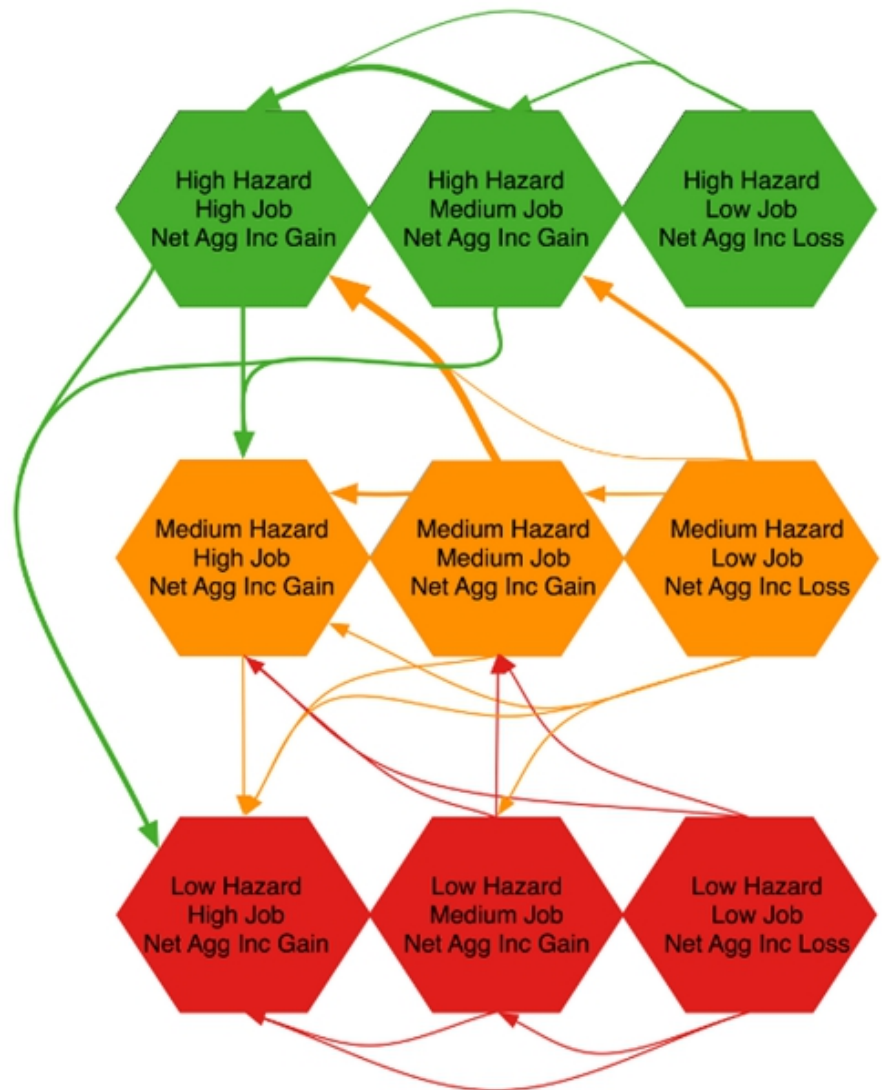 High Hazard
High Job
Net Agg Inc Gain
High Hazard
Medium Job
Net Agg Inc Gain
High Hazard
Low Job
Net Agg Inc Loss
Medium Hazard
High Job
Net Agg Inc Gain
Medium Hazard
Medium Job
Net Agg Inc Gain
Medium Hazard
Low Job
Net Agg Inc Loss
Low Hazard
High Job
Net Agg Inc Gain
Low Hazard
Medium Job
Net Agg Inc Gain
Low Hazard
Low Job
Net Agg Inc Loss